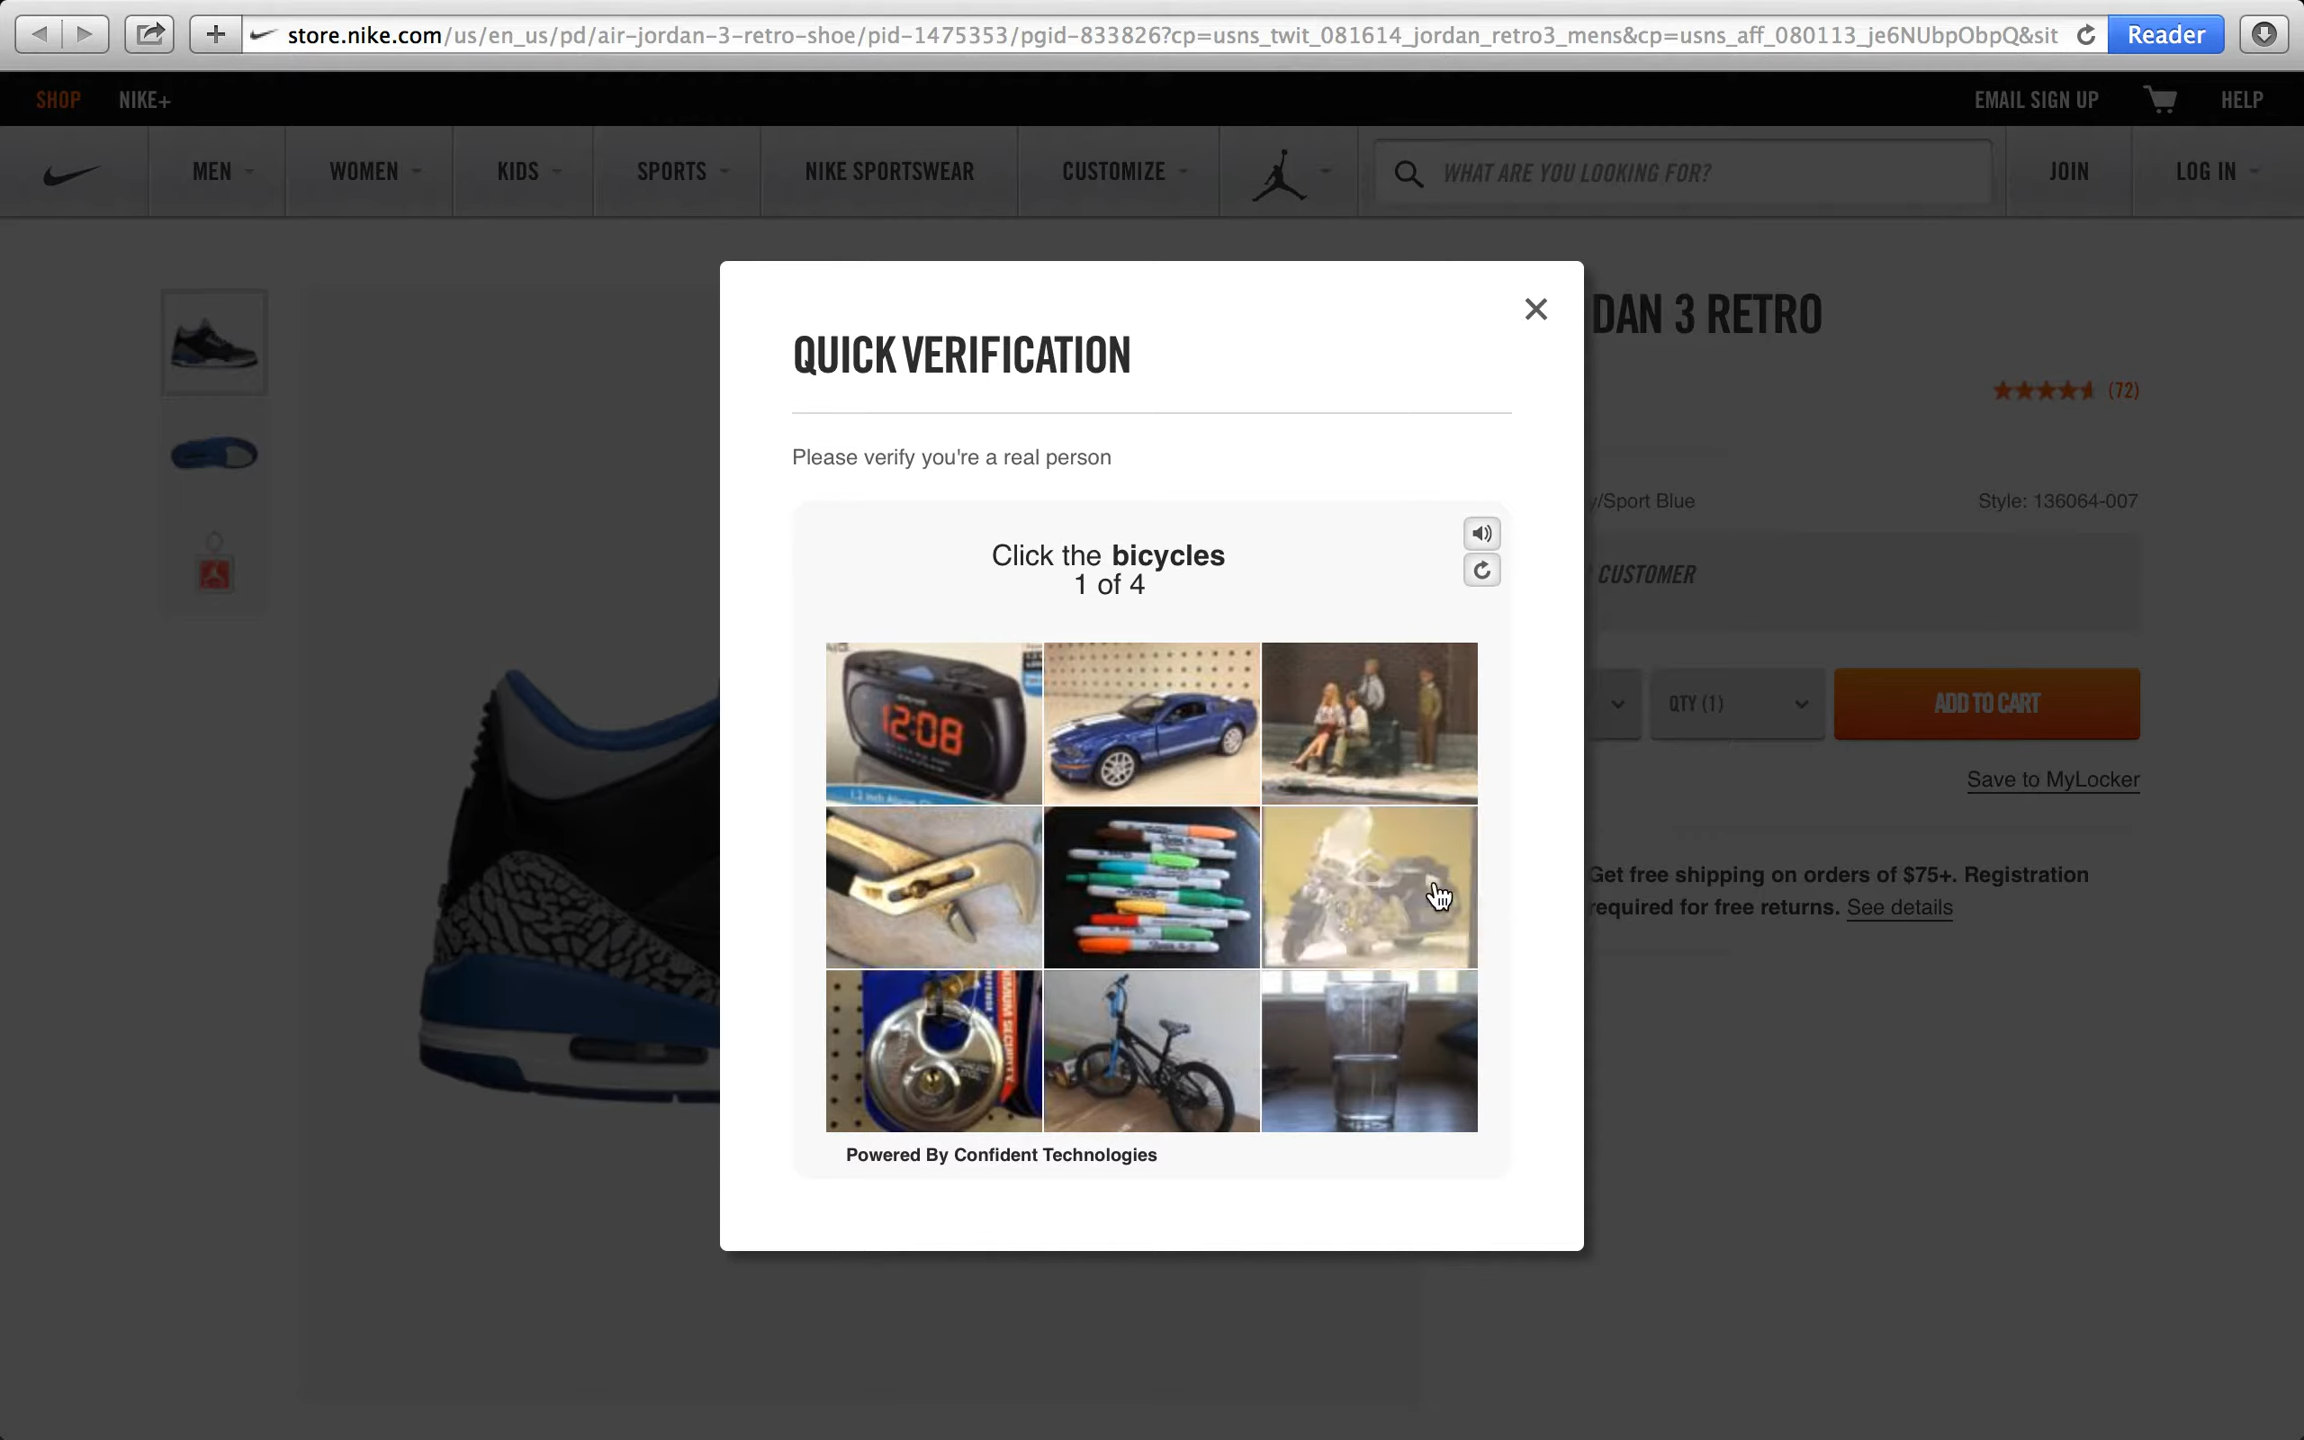 store.nike.com/us/en_us/pd/air-jordan-3-retro-shoe/pid-1475353/pgid-833826?cp=usns_twit_081614_jordan_retro3_mens&cp=usns_aff_080113_je6NUbpObpQ&sit
Reader
SHOP NIKE+ EMAIL SIGN UP HELP
MEN WOMEN KIDS SPORTS NIKE SPORTSWEAR CUSTOMIZE WHAT ARE YOU LOOKING FOR? JOIN LOG IN
DAN 3 RETRO
(72)
y/Sport Blue Style: 136064-007
CUSTOMER
QTY (1) ADD TO CART
Save to MyLocker
Get free shipping on orders of $75+. Registration
required for free returns. See details
QUICK VERIFICATION
Please verify you're a real person
Click the bicycles
1 of 4
12:08
MAXIMUM SECURITY
Powered By Confident Technologies